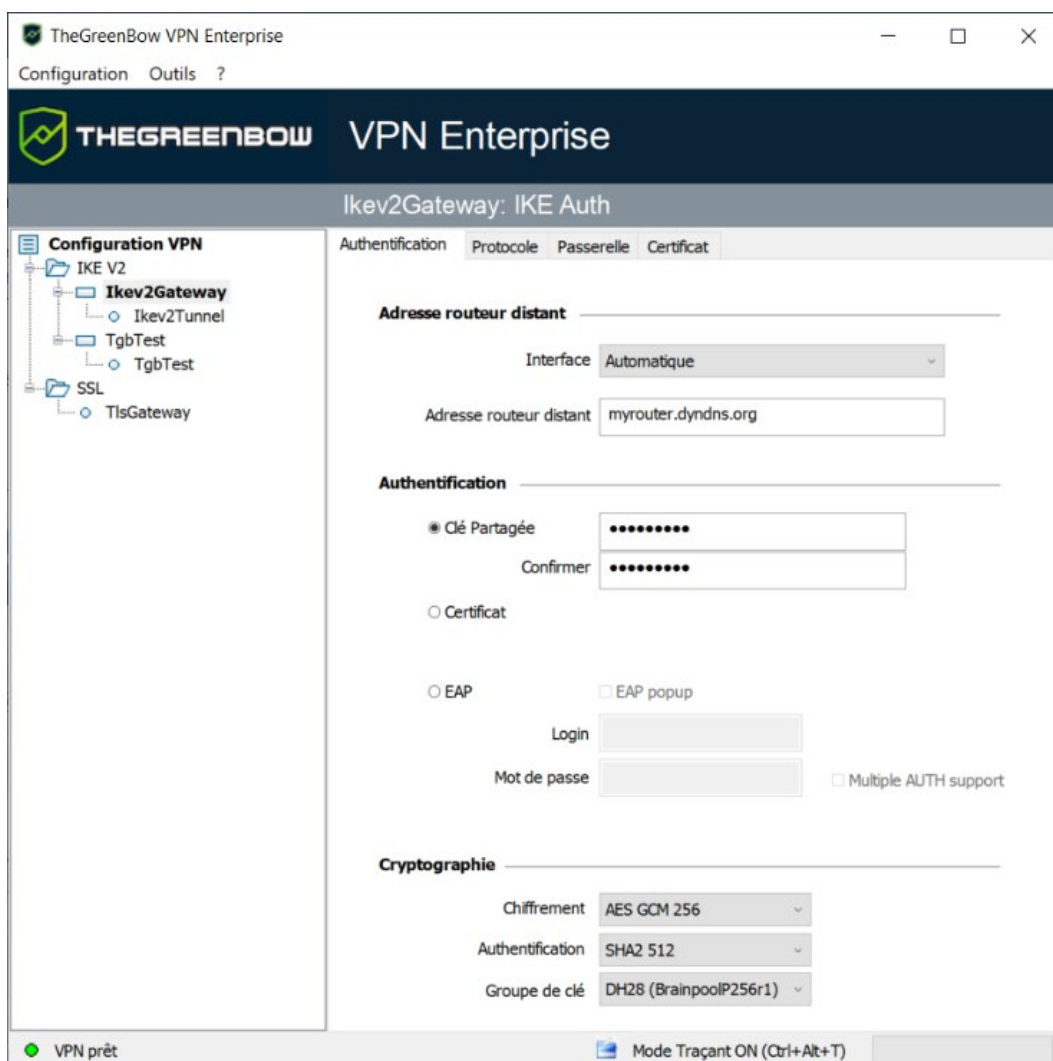 TheGreenBow VPN Enterprise
Configuration Outils ?
THEGREENBOW VPN Enterprise
Ikev2Gateway: IKE Auth
Configuration VPN
IKE V2
Ikev2Gateway
Ikev2Tunnel
TgbTest
TgbTest
SSL
TlsGateway
Authentification Protocole Passerelle Certificat
Adresse routeur distant
Interface Automatique
Adresse routeur distant myrouter.dyndns.org
Authentification
Clé Partagée •••••••••
Confirmer •••••••••
Certificat
EAP EAP popup
Login
Mot de passe Multiple AUTH support
Cryptographie
Chiffrement AES GCM 256
Authentification SHA2 512
Groupe de clé DH28 (BrainpoolP256r1)
VPN prêt Mode Traçant ON (Ctrl+Alt+T)